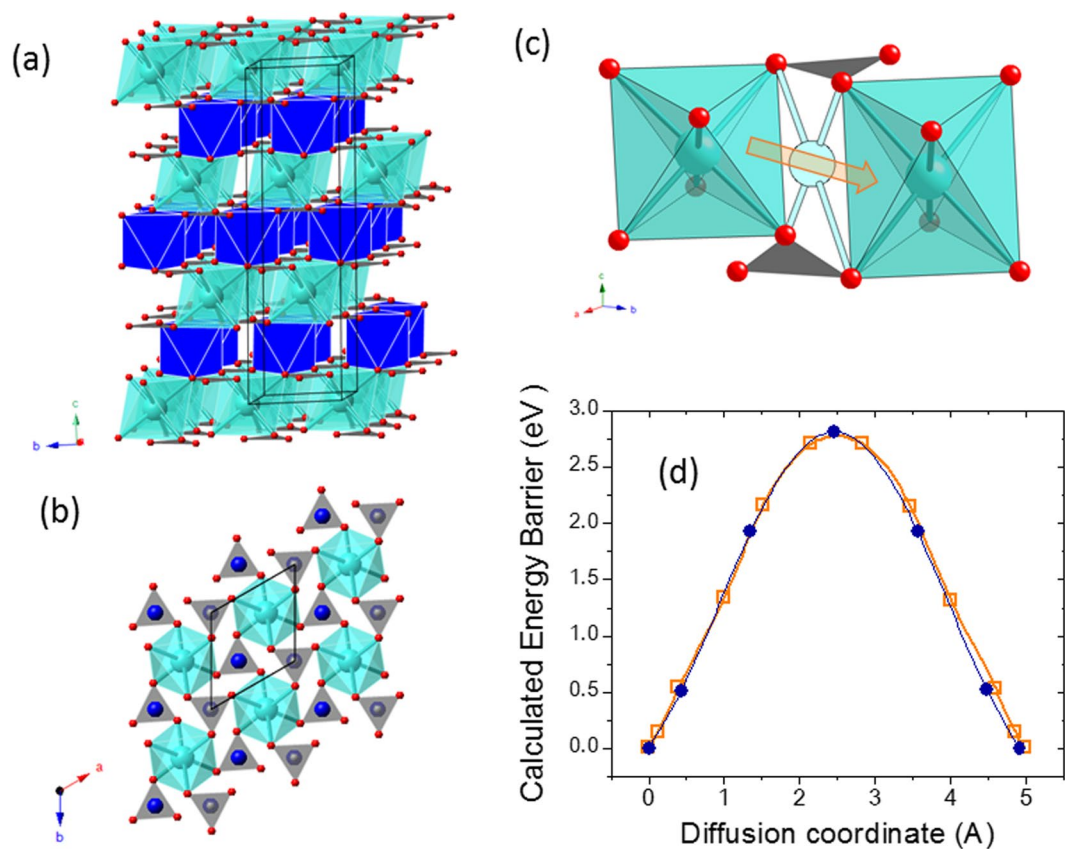 (a)
c
b
(b)
a
b
(c)
c
a
b
(d)
Calculated Energy Barrier (eV)
3.0
2.5
2.0
1.5
1.0
0.5
0.0
0 1 2 3 4 5
Diffusion coordinate (A)